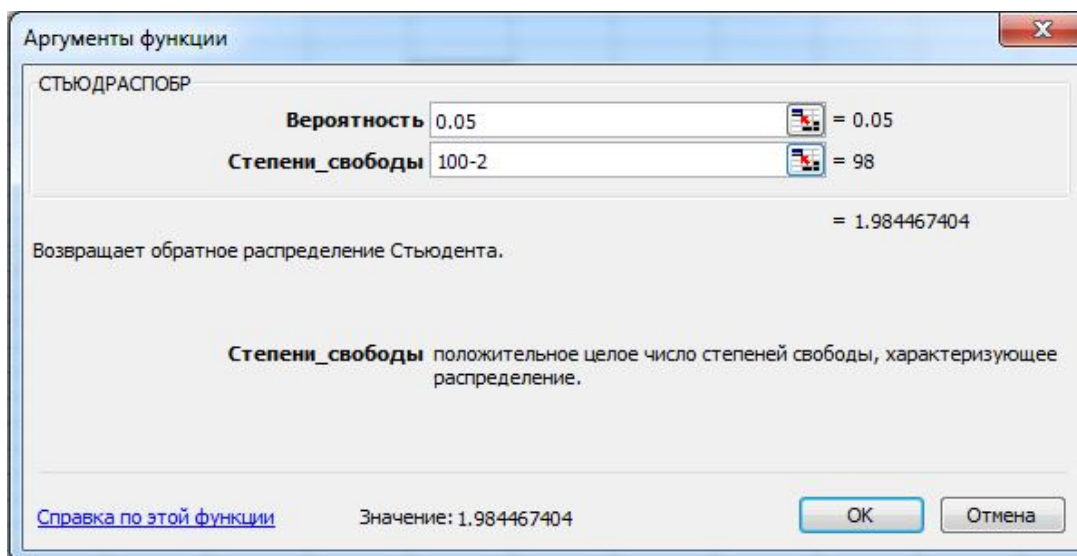 Аргументы функции
СТЬЮДРАСПОБР
Вероятность 0.05 = 0.05
Степени_свободы 100-2 = 98
= 1.984467404
Возвращает обратное распределение Стьюдента.
Степени_свободы положительное целое число степеней свободы, характеризующее
распределение.
Справка по этой функции Значение: 1.984467404 ОК Отмена